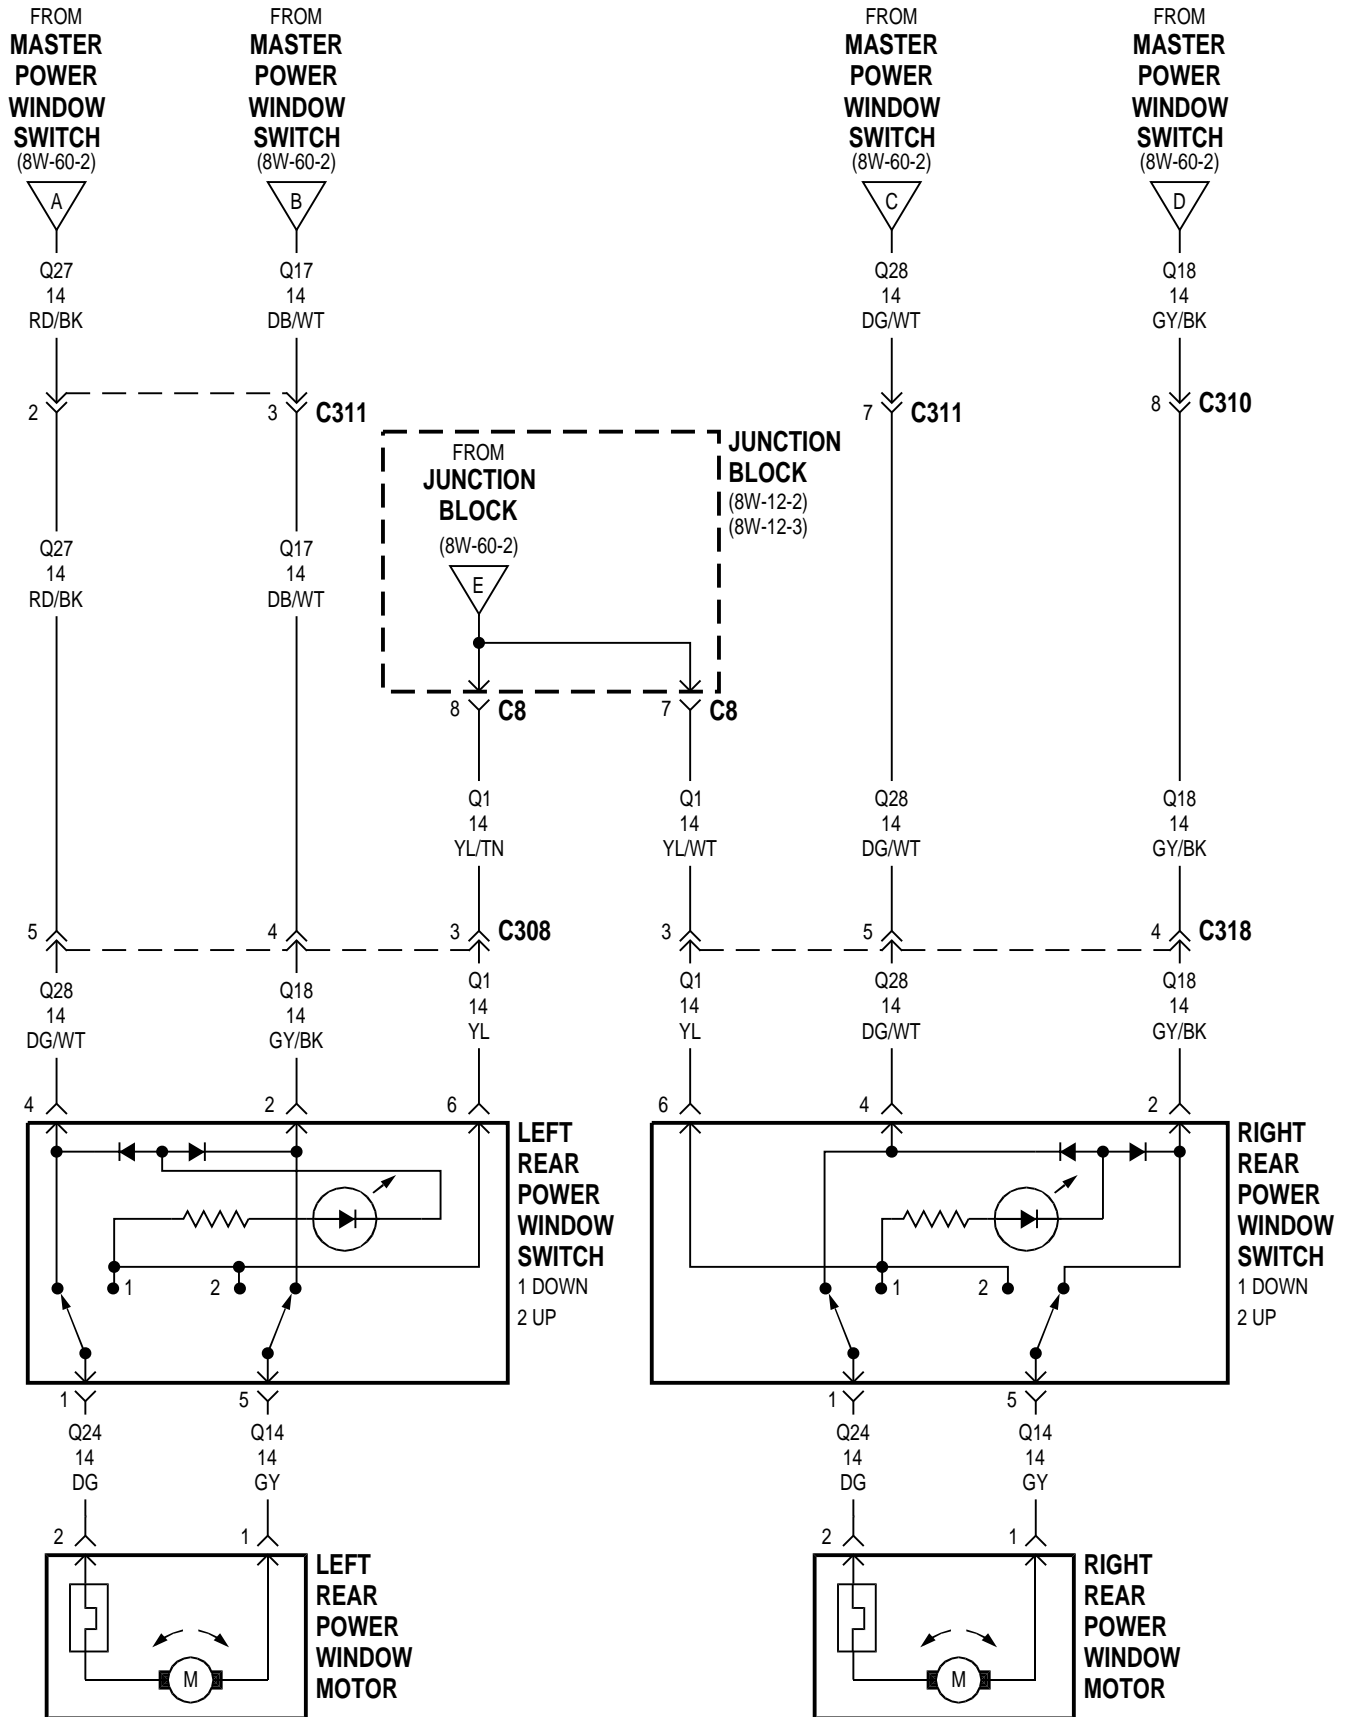 FROM
MASTER
POWER
WINDOW
SWITCH
(8W-60-2)
A
Q27
14
RD/BK
FROM
MASTER
POWER
WINDOW
SWITCH
(8W-60-2)
B
Q17
14
DB/WT
FROM
MASTER
POWER
WINDOW
SWITCH
(8W-60-2)
C
Q28
14
DG/WT
FROM
MASTER
POWER
WINDOW
SWITCH
(8W-60-2)
D
Q18
14
GY/BK
2
3
C311
7
C311
8
C310
FROM
JUNCTION
BLOCK
(8W-60-2)
E
JUNCTION
BLOCK
(8W-12-2)
(8W-12-3)
Q27
14
RD/BK
Q17
14
DB/WT
8
C8
7
C8
Q1
14
YL/TN
Q1
14
YL/WT
Q28
14
DG/WT
Q18
14
GY/BK
5
4
3
C308
3
5
4
C318
Q28
14
DG/WT
Q18
14
GY/BK
Q1
14
YL
Q1
14
YL
Q28
14
DG/WT
Q18
14
GY/BK
4
2
6
6
4
2
LEFT
REAR
POWER
WINDOW
SWITCH
1 DOWN
2 UP
1
2
RIGHT
REAR
POWER
WINDOW
SWITCH
1 DOWN
2 UP
1
2
1
5
1
5
Q24
14
DG
Q14
14
GY
Q24
14
DG
Q14
14
GY
2
1
2
1
LEFT
REAR
POWER
WINDOW
MOTOR
M
RIGHT
REAR
POWER
WINDOW
MOTOR
M